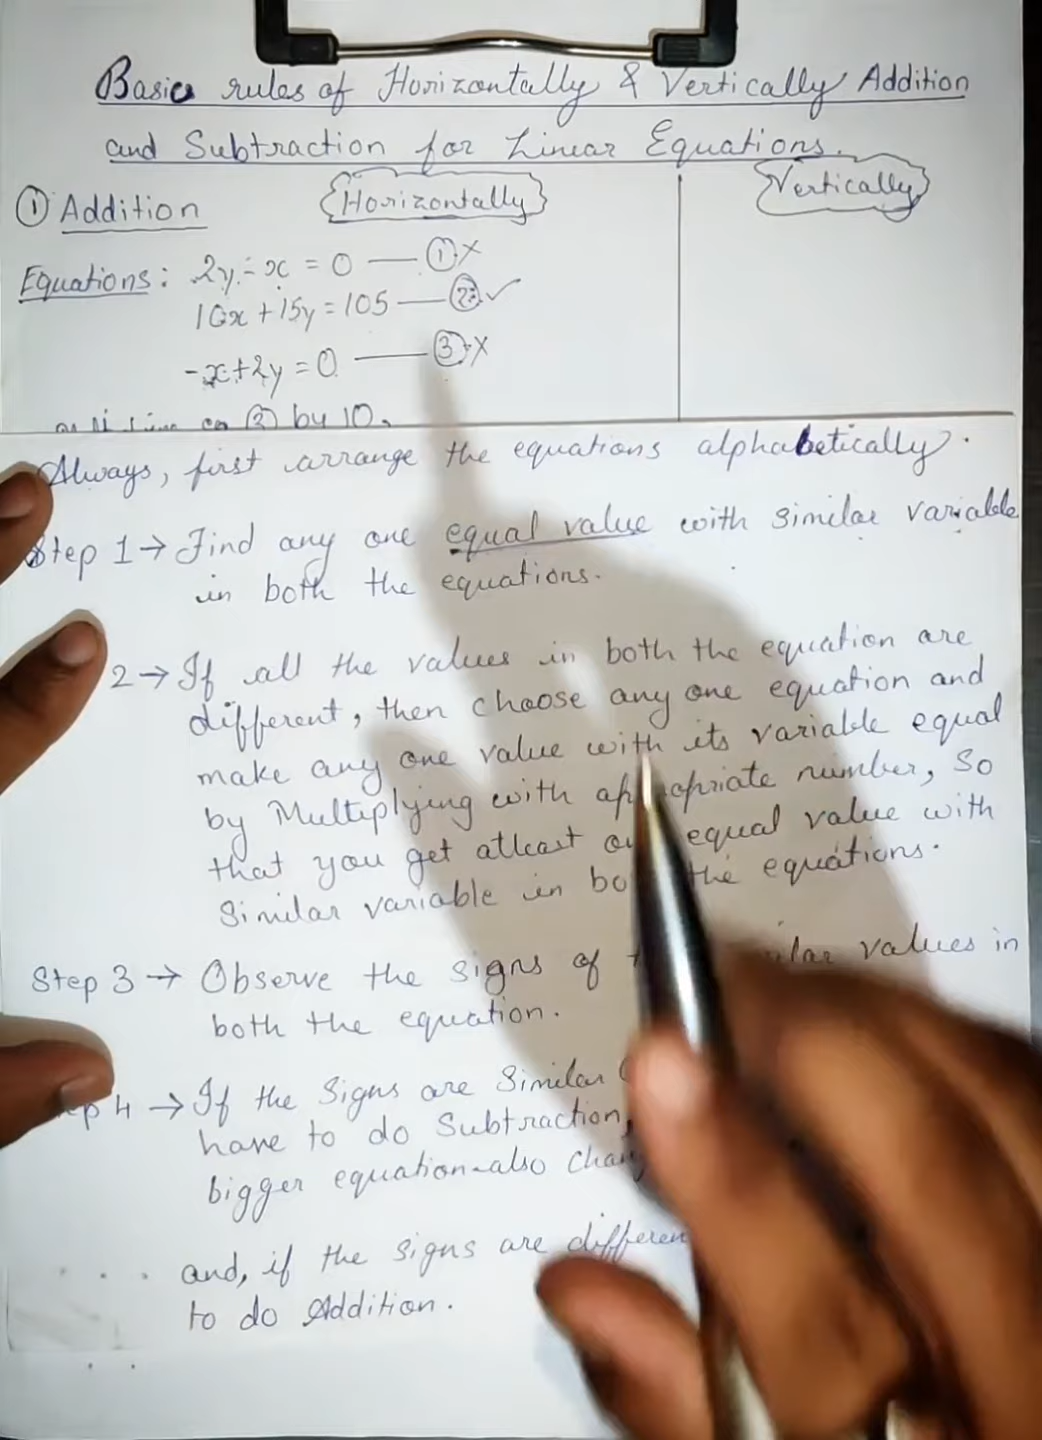 Basic rules of Horizontally & Vertically Addition
and Subtraction for Linear Equations.
① Addition
Horizontally
Vertically
Equations: 2y - x = 0 — ① ×
10x + 15y = 105 — ② ✓
-x + 2y = 0 — ③ ×
by 10.
Always, first arrange the equations alphabetically.
Step 1 → Find any one equal value with similar variable
in both the equations.
2 → If all the values in both the equation are
different, then choose any one equation and
make any one value with its variable equal
by Multiplying with appropriate number, So
that you get atleast equal value with
Similar variable in the equations.
Step 3 → Observe the signs of values in
both the equation.
4 → If the Signs are Similar
have to do Subtraction,
bigger equation also
and, if the signs are
to do Addition.